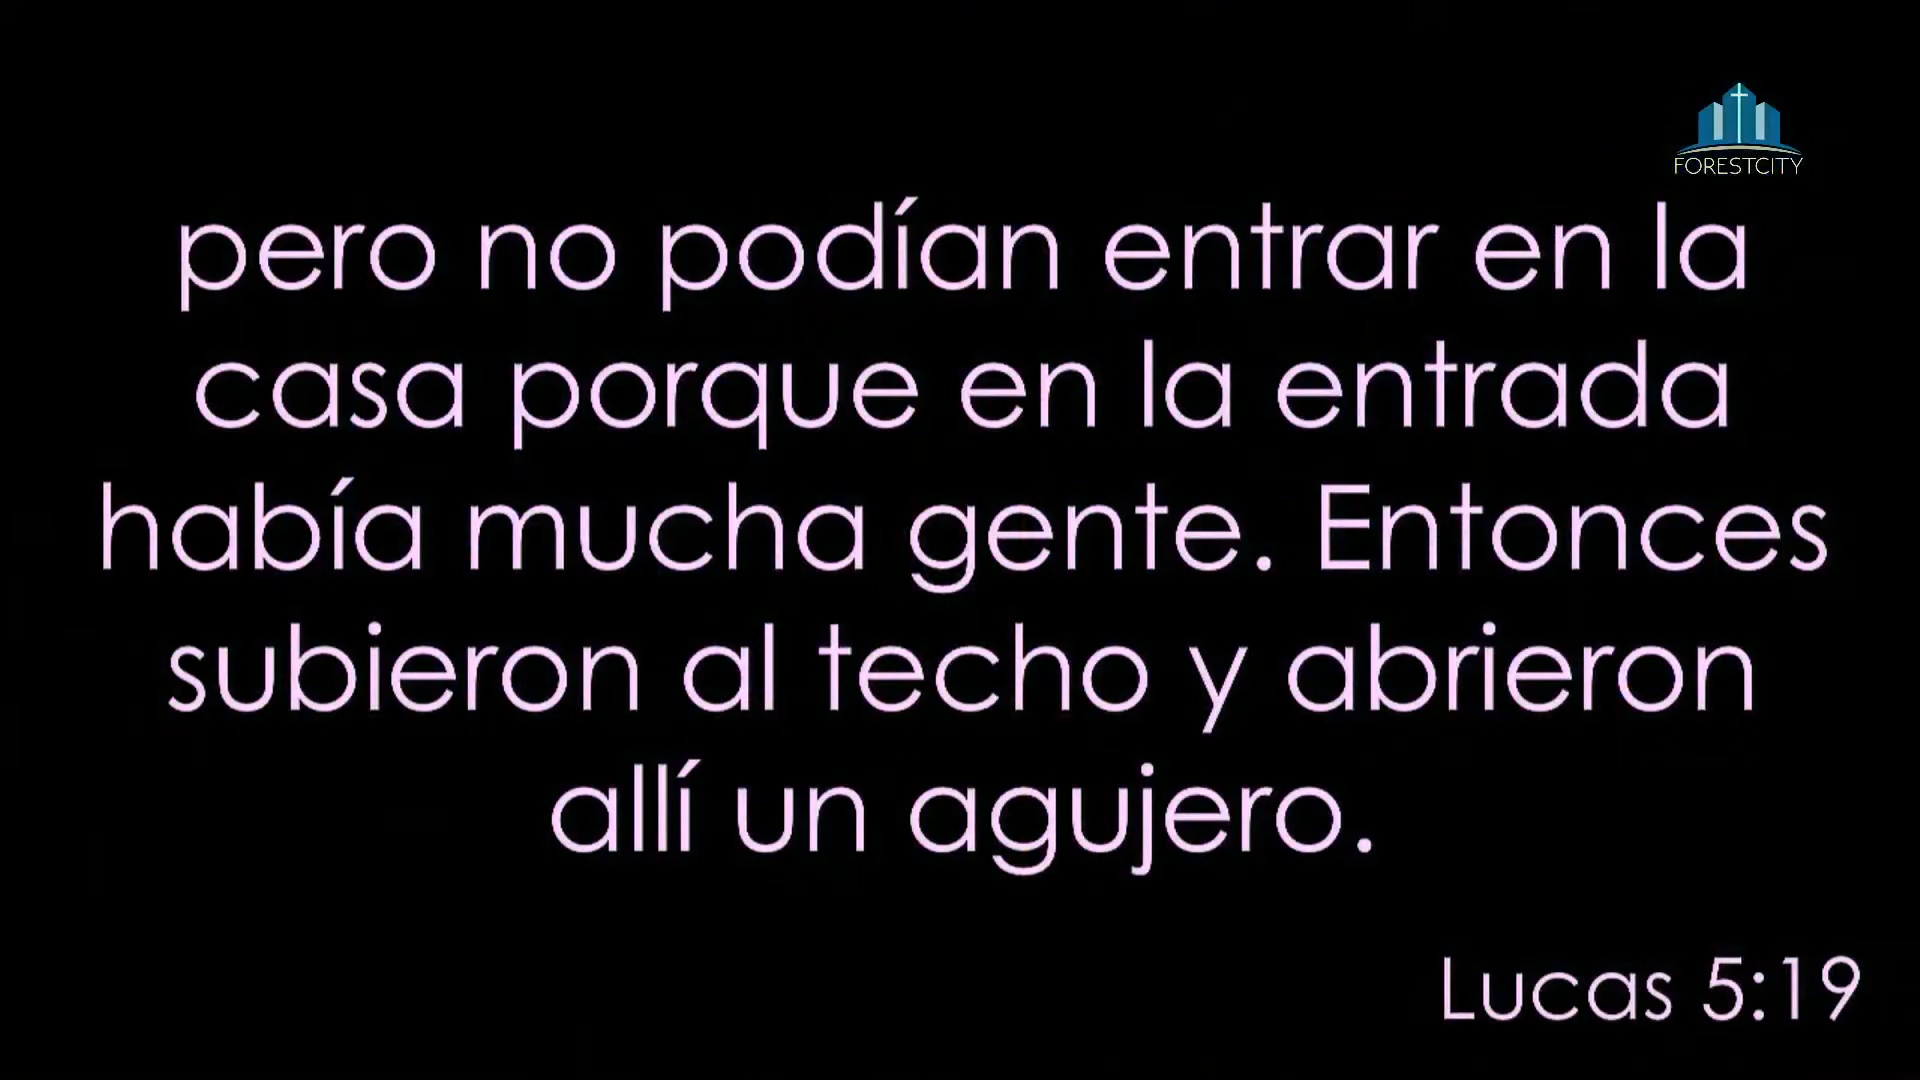 FORESTCITY
pero no podían entrar en la
casa porque en la entrada
había mucha gente. Entonces
subieron al techo y abrieron
allí un agujero.
Lucas 5:19